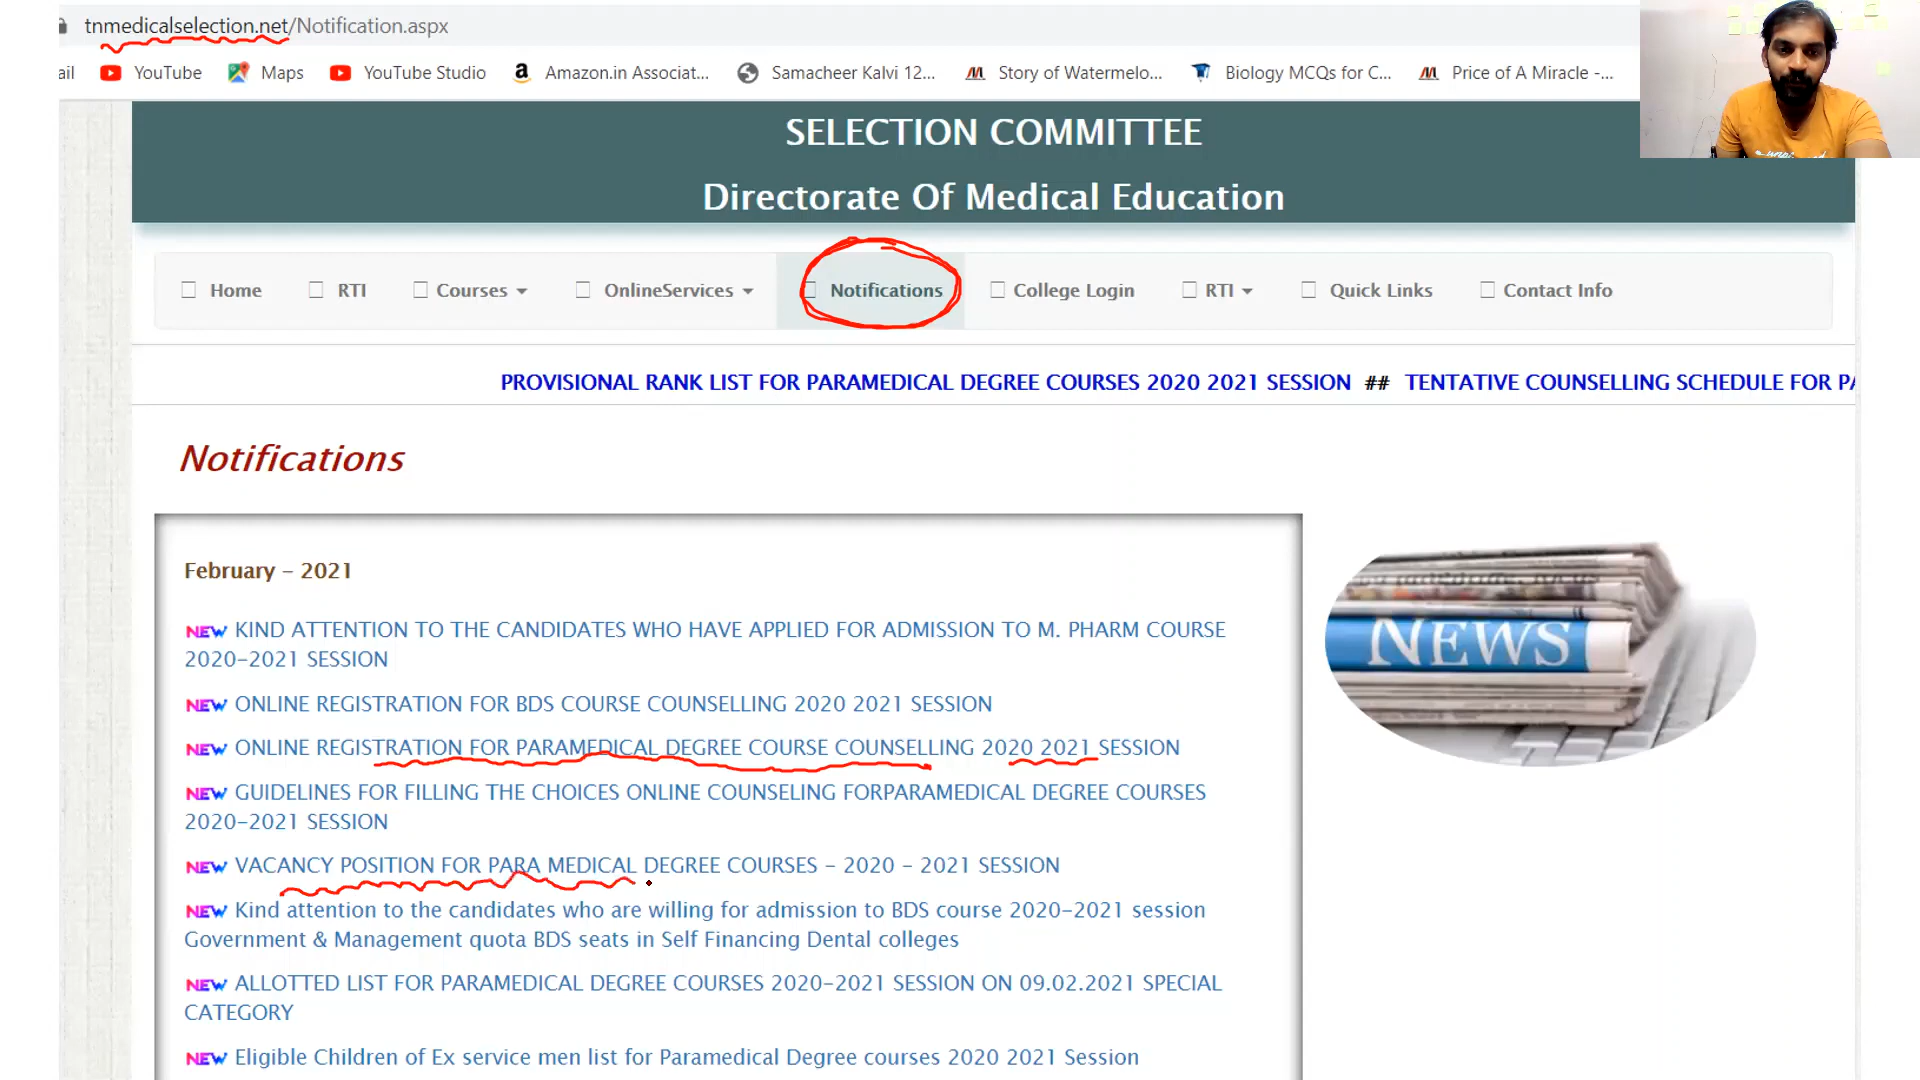 tnmedicalselection.net/Notification.aspx
ail YouTube Maps YouTube Studio Amazon.in Associat... Samacheer Kalvi 12... Story of Watermelo... Biology MCQs for C... Price of A Miracle -...
SELECTION COMMITTEE
Directorate Of Medical Education
Home RTI Courses OnlineServices Notifications College Login RTI Quick Links Contact Info
PROVISIONAL RANK LIST FOR PARAMEDICAL DEGREE COURSES 2020 2021 SESSION ## TENTATIVE COUNSELLING SCHEDULE FOR PA
Notifications
February - 2021
NEW KIND ATTENTION TO THE CANDIDATES WHO HAVE APPLIED FOR ADMISSION TO M. PHARM COURSE
2020-2021 SESSION
NEW ONLINE REGISTRATION FOR BDS COURSE COUNSELLING 2020 2021 SESSION
NEW ONLINE REGISTRATION FOR PARAMEDICAL DEGREE COURSE COUNSELLING 2020 2021 SESSION
NEW GUIDELINES FOR FILLING THE CHOICES ONLINE COUNSELING FORPARAMEDICAL DEGREE COURSES
2020-2021 SESSION
NEW VACANCY POSITION FOR PARA MEDICAL DEGREE COURSES - 2020 - 2021 SESSION
NEW Kind attention to the candidates who are willing for admission to BDS course 2020-2021 session
Government & Management quota BDS seats in Self Financing Dental colleges
NEW ALLOTTED LIST FOR PARAMEDICAL DEGREE COURSES 2020-2021 SESSION ON 09.02.2021 SPECIAL
CATEGORY
NEW Eligible Children of Ex service men list for Paramedical Degree courses 2020 2021 Session
NEWS